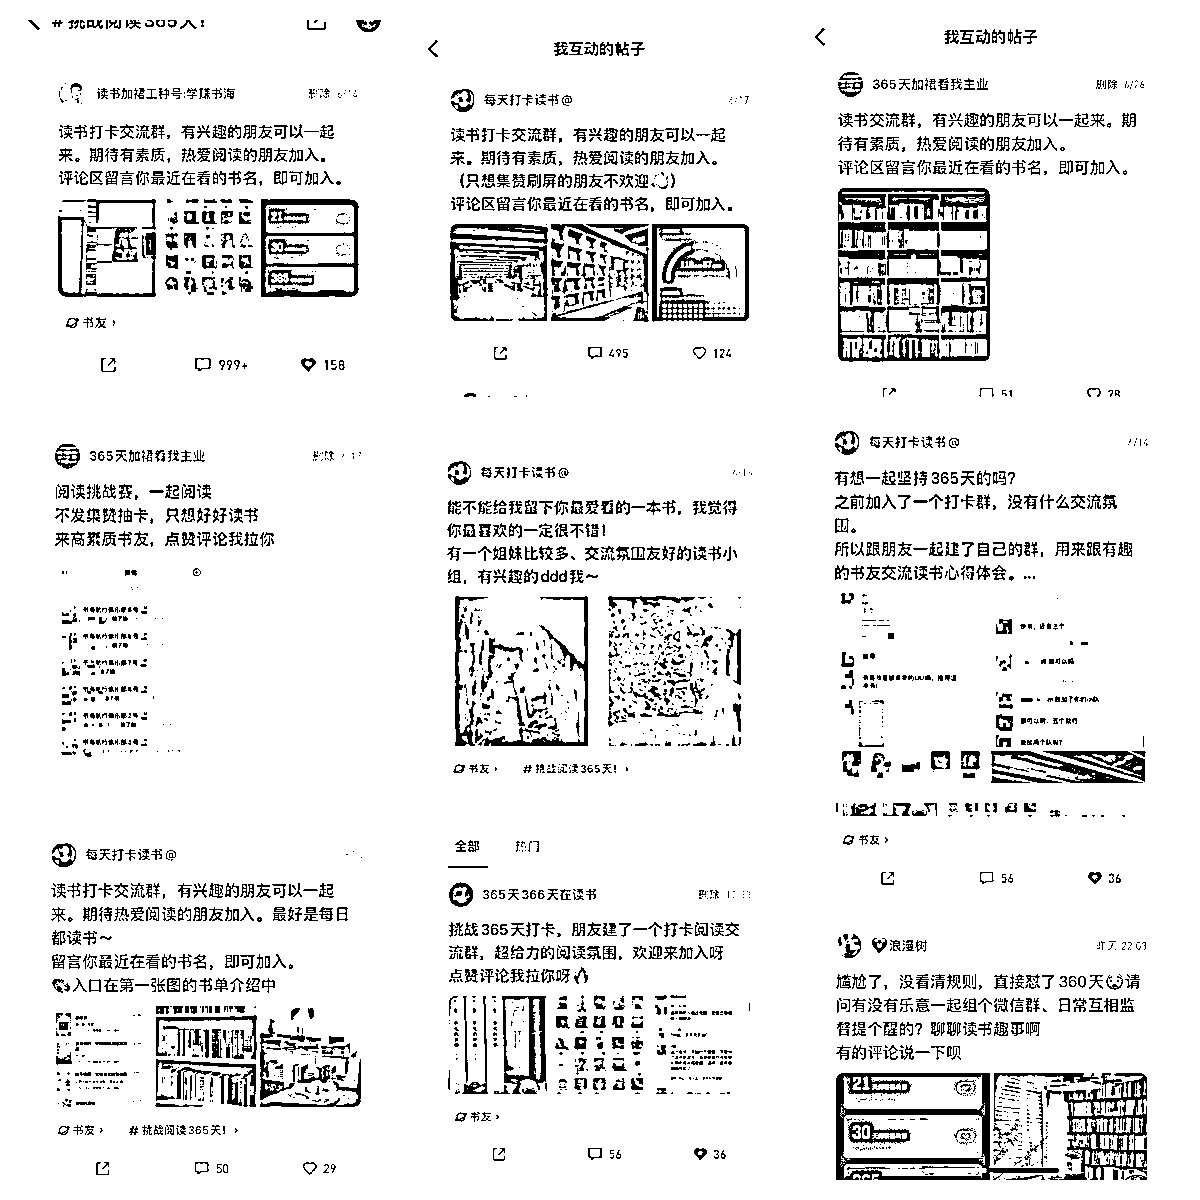 #挑战阅读365天!
读书加裙工种号:学媒书海
删除
读书打卡交流群，有兴趣的朋友可以一起
来。期待有素质，热爱阅读的朋友加入。
评论区留言你最近在看的书名，即可加入。
书友 ›
999+
158
我互动的帖子
每天打卡读书@
读书打卡交流群，有兴趣的朋友可以一起
来。期待有素质，热爱阅读的朋友加入。
（只想集赞刷屏的朋友不欢迎）
评论区留言你最近在看的书名，即可加入。
495
124
我互动的帖子
365天加裙看我主业
删除 6/26
读书交流群，有兴趣的朋友可以一起来。期
待有素质，热爱阅读的朋友加入。
评论区留言你最近在看的书名，即可加入。
51
365天加裙看我主业
删除
阅读挑战赛，一起阅读
不发集赞抽卡，只想好好读书
来高素质书友，点赞评论我拉你
每天打卡读书@
能不能给我留下你最爱看的一本书，我觉得
你最喜欢的一定很不错!
有一个姐妹比较多、交流氛围友好的读书小
组，有兴趣的ddd我～
书友 ›
#挑战阅读365天! ›
每天打卡读书@
有想一起坚持365天的吗?
之前加入了一个打卡群，没有什么交流氛
围。
所以跟朋友一起建了自己的群，用来跟有趣
的书友交流读书心得体会。...
书友 ›
56
36
每天打卡读书@
读书打卡交流群，有兴趣的朋友可以一起
来。期待热爱阅读的朋友加入。最好是每日
都读书～
留言你最近在看的书名，即可加入。
入口在第一张图的书单介绍中
书友 ›
#挑战阅读365天! ›
50
29
全部
热门
365天366天在读书
删除
挑战365天打卡，朋友建了一个打卡阅读交
流群，超给力的阅读氛围，欢迎来加入呀
点赞评论我拉你呀
书友 ›
56
36
浪漫树
昨天 22:03
尴尬了，没看清规则，直接怼了360天请
问有没有乐意一起组个微信群、日常互相监
督提个醒的? 聊聊读书趣事啊
有的评论说一下呗
21
30
365